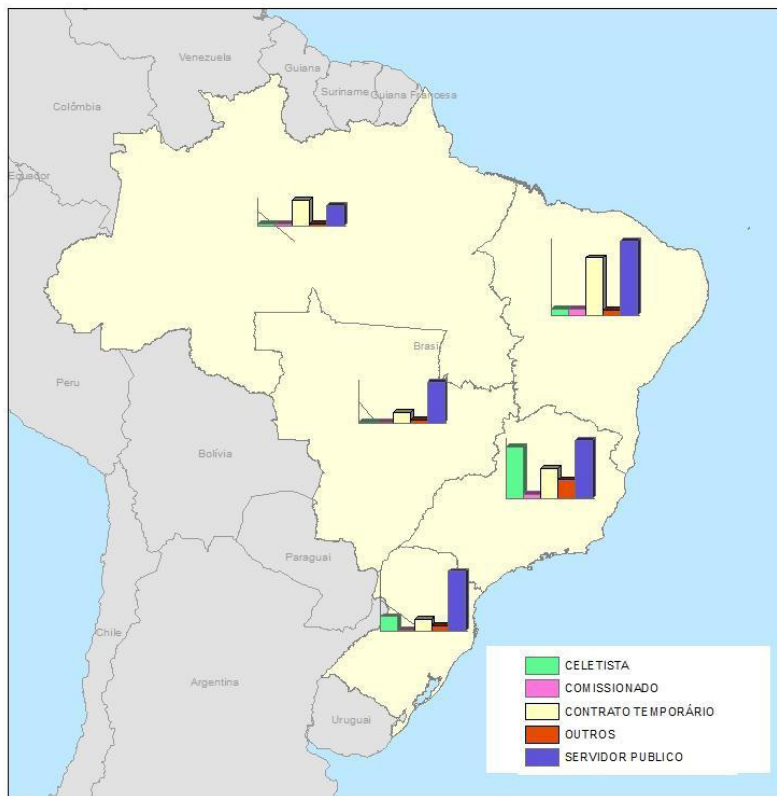 Venezuela
Guiana
Suriname
Guiana Francesa
Colômbia
Equador
Brasi
Peru
Bolívia
Paraguai
Chile
Argentina
Uruguai
CELETISTA
COMISSIONADO
CONTRATO TEMPORÁRIO
OUTROS
SERVIDOR PUBLICO